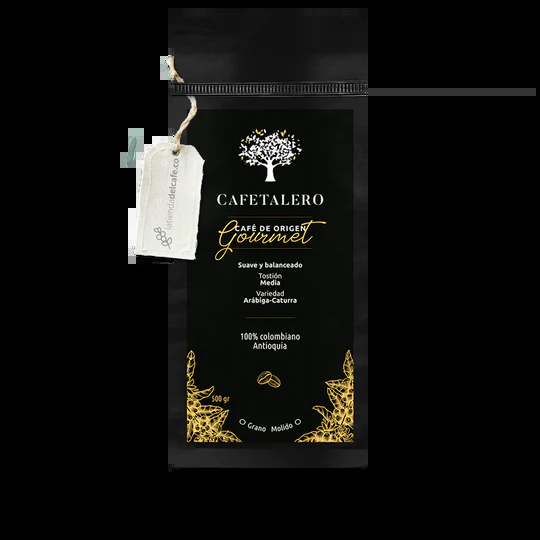 latiendadelcafe.co
CAFETALERO
CAFÉ DE ORIGEN
Gourmet
Suave y balanceado
Tostión
Media
Variedad
Arábiga-Caturra
100% colombiano
Antioquia
500 gr
Grano Molido